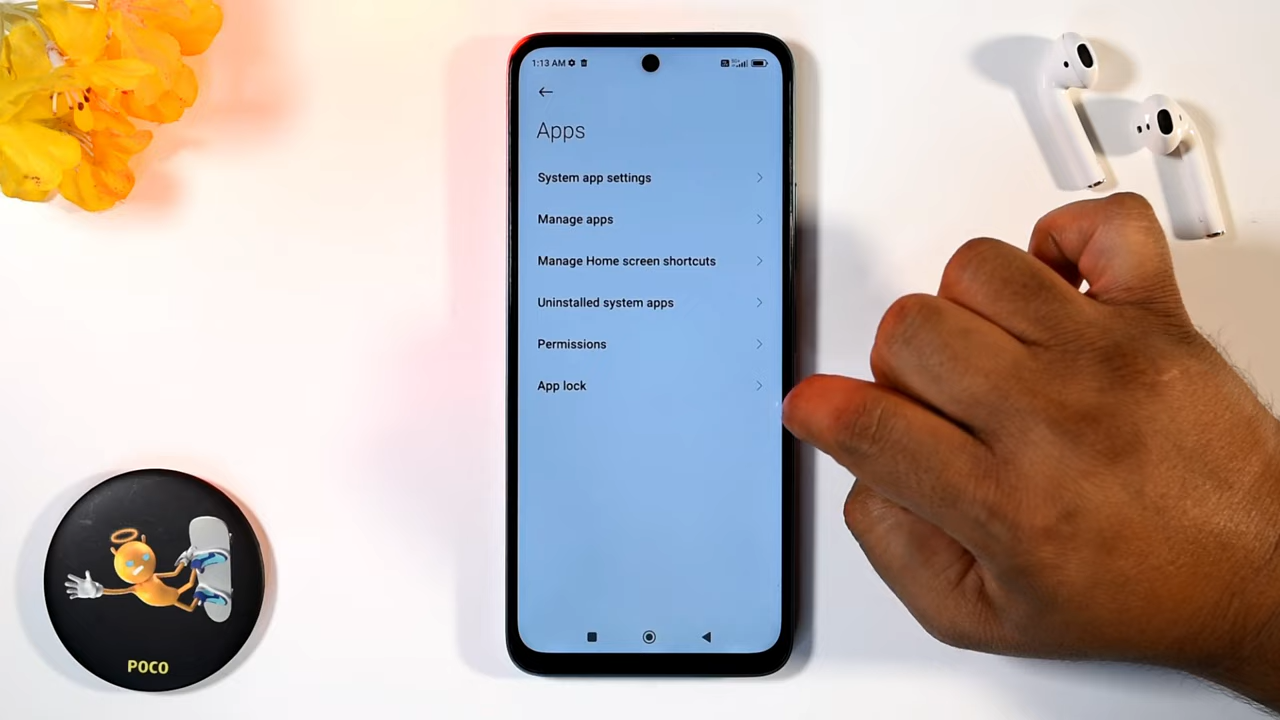 1:13 AM
Apps
System app settings
Manage apps
Manage Home screen shortcuts
Uninstalled system apps
Permissions
App lock
POCO